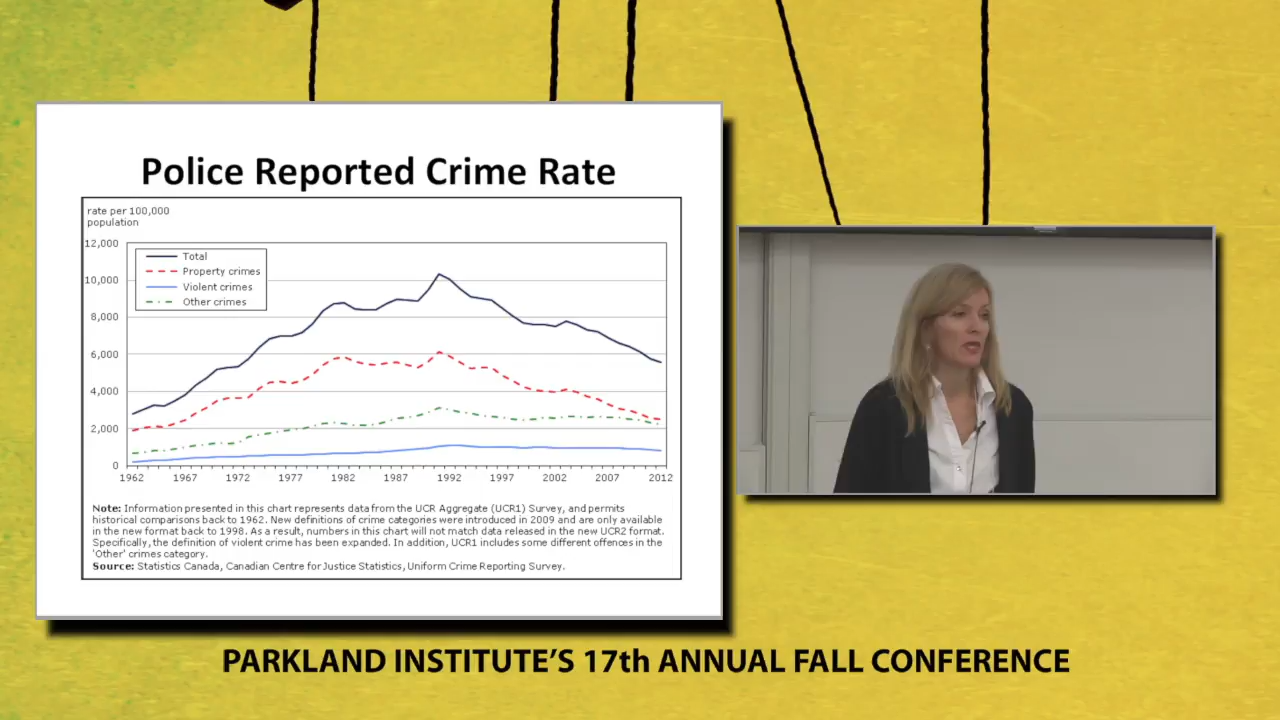 Police Reported Crime Rate
rate per 100,000
population
12,000
10,000
8,000
6,000
4,000
2,000
0
Total
Property crimes
Violent crimes
Other crimes
1962 1967 1972 1977 1982 1987 1992 1997 2002 2007 2012
Note: Information presented in this chart represents data from the UCR Aggregate (UCR1) Survey, and permits
historical comparisons back to 1962. New definitions of crime categories were introduced in 2009 and are only available
in the new format back to 1998. As a result, numbers in this chart will not match data released in the new UCR2 format.
Specifically, the definition of violent crime has been expanded. In addition, UCR1 includes some different offences in the
'Other' crimes category.
Source: Statistics Canada, Canadian Centre for Justice Statistics, Uniform Crime Reporting Survey.
PARKLAND INSTITUTE'S 17th ANNUAL FALL CONFERENCE